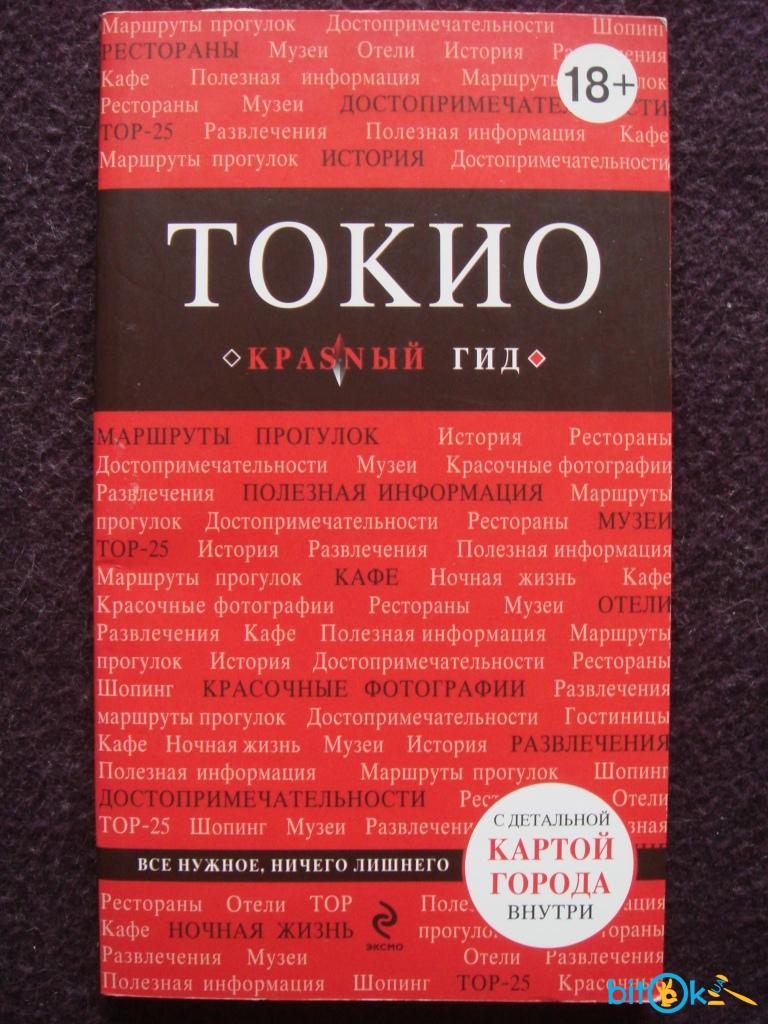 Маршруты прогулок Достопримечательности Шопинг
РЕСТОРАНЫ Музеи Отели История
Кафе Полезная информация
Рестораны Музеи
18+
TOP-25 Развлечения Полезная информация Кафе
Маршруты прогулок ИСТОРИЯ Достопримечательности
ТОКИО
КРАSNЫЙ ГИД
МАРШРУТЫ ПРОГУЛОК История Рестораны
Достопримечательности Музеи Красочные фотографии
Развлечения ПОЛЕЗНАЯ ИНФОРМАЦИЯ Маршруты
прогулок Достопримечательности Рестораны МУЗЕИ
TOP-25 История Развлечения Полезная информация
Маршруты прогулок КАФЕ Ночная жизнь Кафе
Красочные фотографии Рестораны Музеи ОТЕЛИ
Развлечения Кафе Полезная информация Маршруты
прогулок История Достопримечательности Рестораны
Шопинг КРАСОЧНЫЕ ФОТОГРАФИИ Развлечения
маршруты прогулок Достопримечательности Гостиницы
Кафе Ночная жизнь Музеи История РАЗВЛЕЧЕНИЯ
Полезная информация Маршруты прогулок Шопинг
ДОСТОПРИМЕЧАТЕЛЬНОСТИ Отели
TOP-25 Шопинг Музеи Развлечения
ВСЕ НУЖНОЕ, НИЧЕГО ЛИШНЕГО
С ДЕТАЛЬНОЙ
КАРТОЙ
ГОРОДА
ВНУТРИ
Рестораны Отели TOP
Кафе НОЧНАЯ ЖИЗНЬ
ЭКСМО
Развлечения Музеи Отели Развлечения
Полезная информация Шопинг TOP-25
bitOk
UA